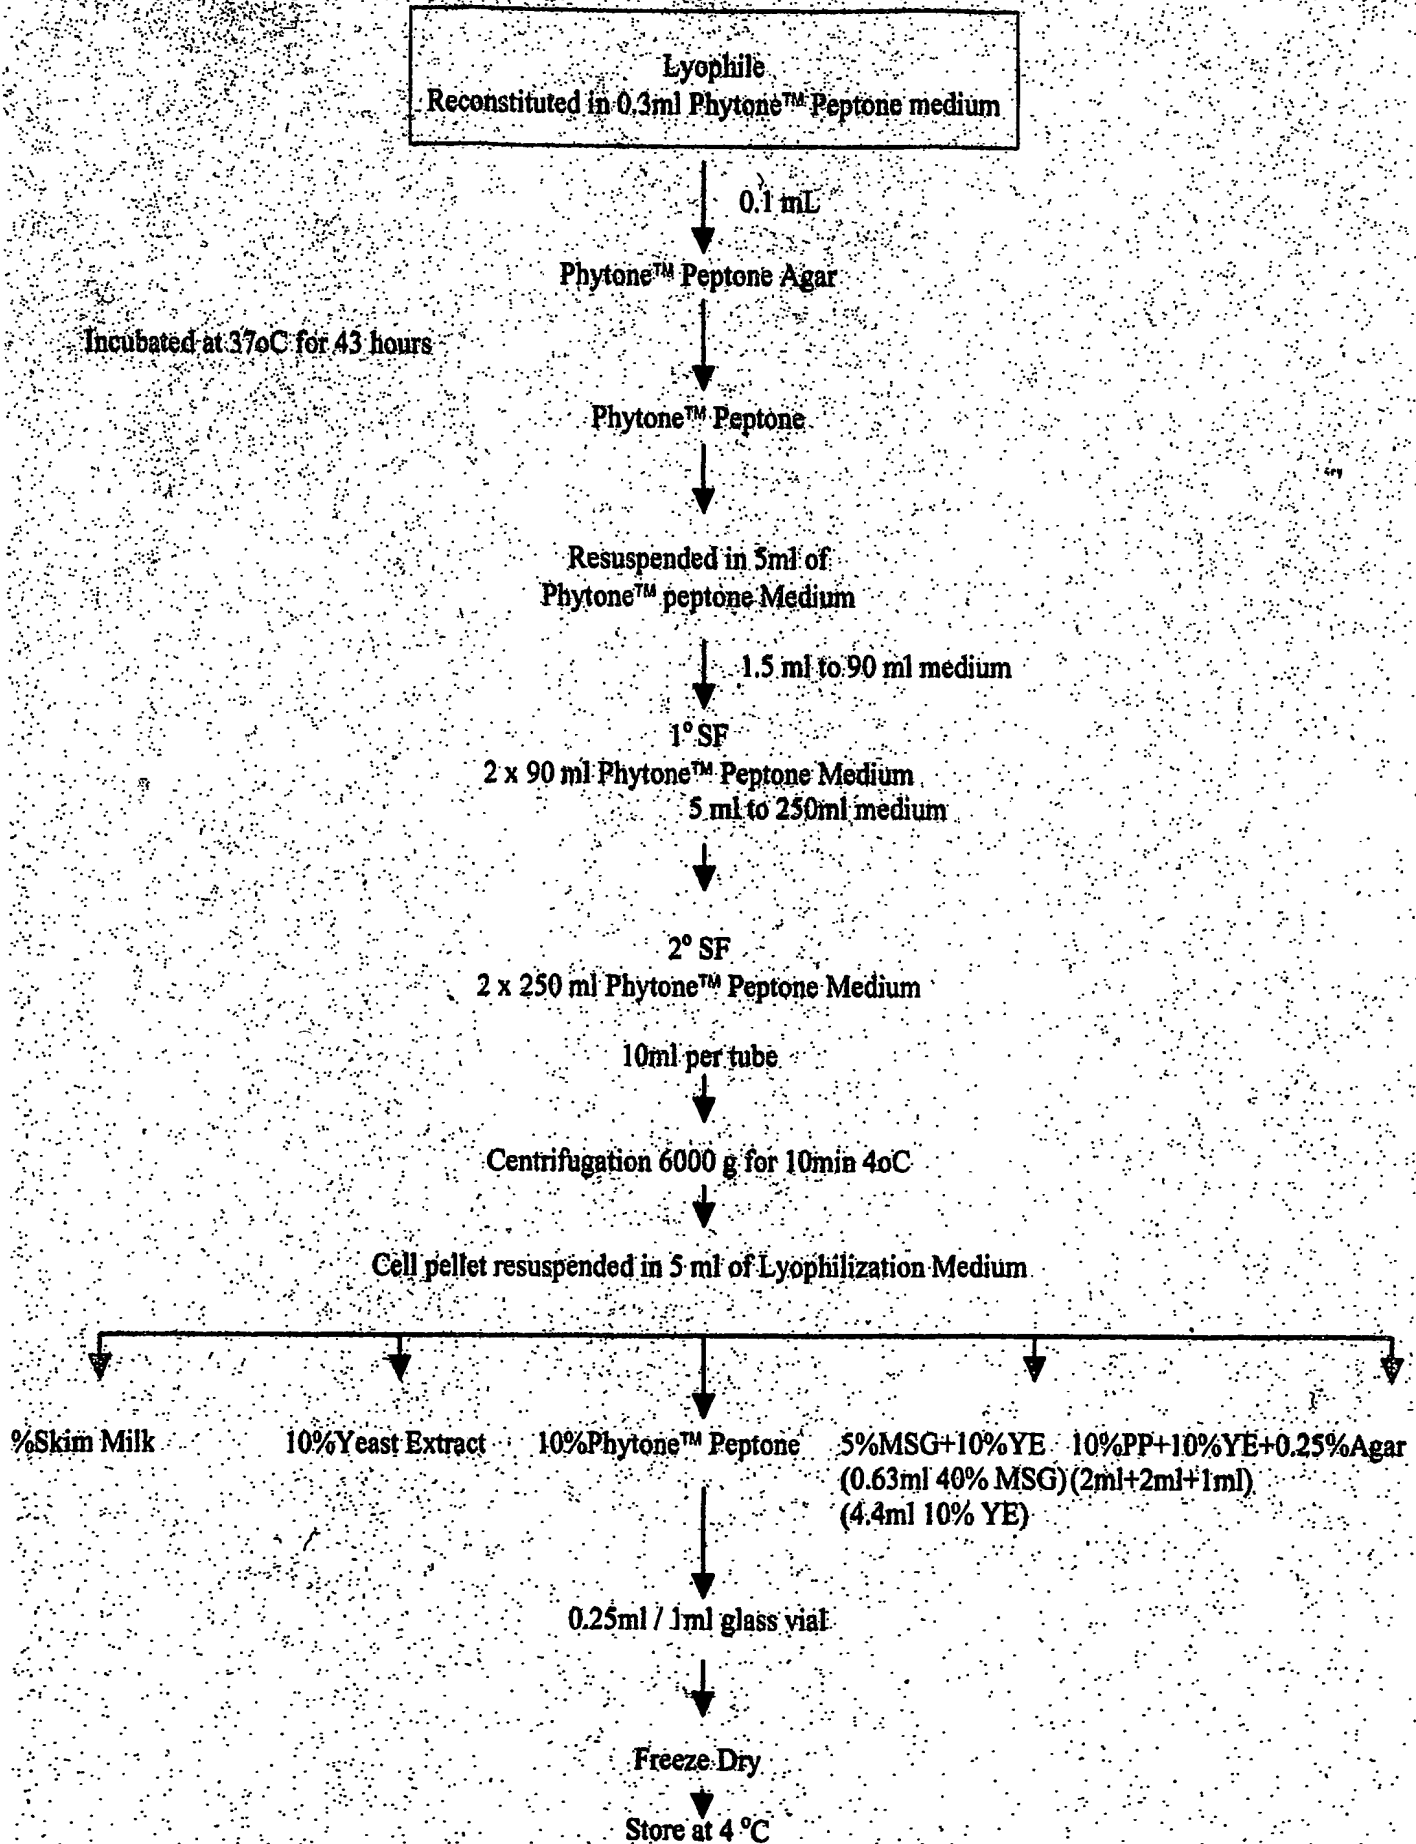 Lyophile
Reconstituted in 0.3ml Phytone™ Peptone medium
0.1 mL
Phytone™ Peptone Agar
Incubated at 37oC for 43 hours
Phytone™ Peptone
Resuspended in 5ml of
Phytone™ peptone Medium
1.5 ml to 90 ml medium
1° SF
2 x 90 ml Phytone™ Peptone Medium
5 ml to 250ml medium
2° SF
2 x 250 ml Phytone™ Peptone Medium
10ml per tube
Centrifugation 6000 g for 10min 4oC
Cell pellet resuspended in 5 ml of Lyophilization Medium
%Skim Milk 10%Yeast Extract 10%Phytone™ Peptone 5%MSG+10%YE 10%PP+10%YE+0.25%Agar
(0.63ml 40% MSG) (2ml+2ml+1ml)
(4.4ml 10% YE)
0.25ml / 1ml glass vial
Freeze Dry
Store at 4 °C